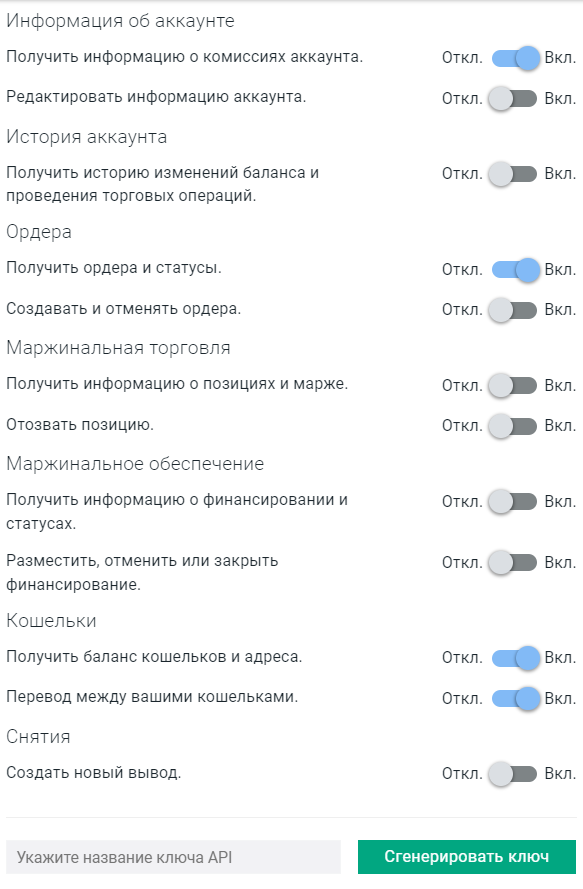 Информация об аккаунте
Получить информацию о комиссиях аккаунта. Откл. Вкл.
Редактировать информацию аккаунта. Откл. Вкл.
История аккаунта
Получить историю изменений баланса и Откл. Вкл.
проведения торговых операций.
Ордера
Получить ордера и статусы. Откл. Вкл.
Создавать и отменять ордера. Откл. Вкл.
Маржинальная торговля
Получить информацию о позициях и марже. Откл. Вкл.
Отозвать позицию. Откл. Вкл.
Маржинальное обеспечение
Получить информацию о финансировании и Откл. Вкл.
статусах.
Разместить, отменить или закрыть Откл. Вкл.
финансирование.
Кошельки
Получить баланс кошельков и адреса. Откл. Вкл.
Перевод между вашими кошельками. Откл. Вкл.
Снятия
Создать новый вывод. Откл. Вкл.
Укажите название ключа API Сгенерировать ключ